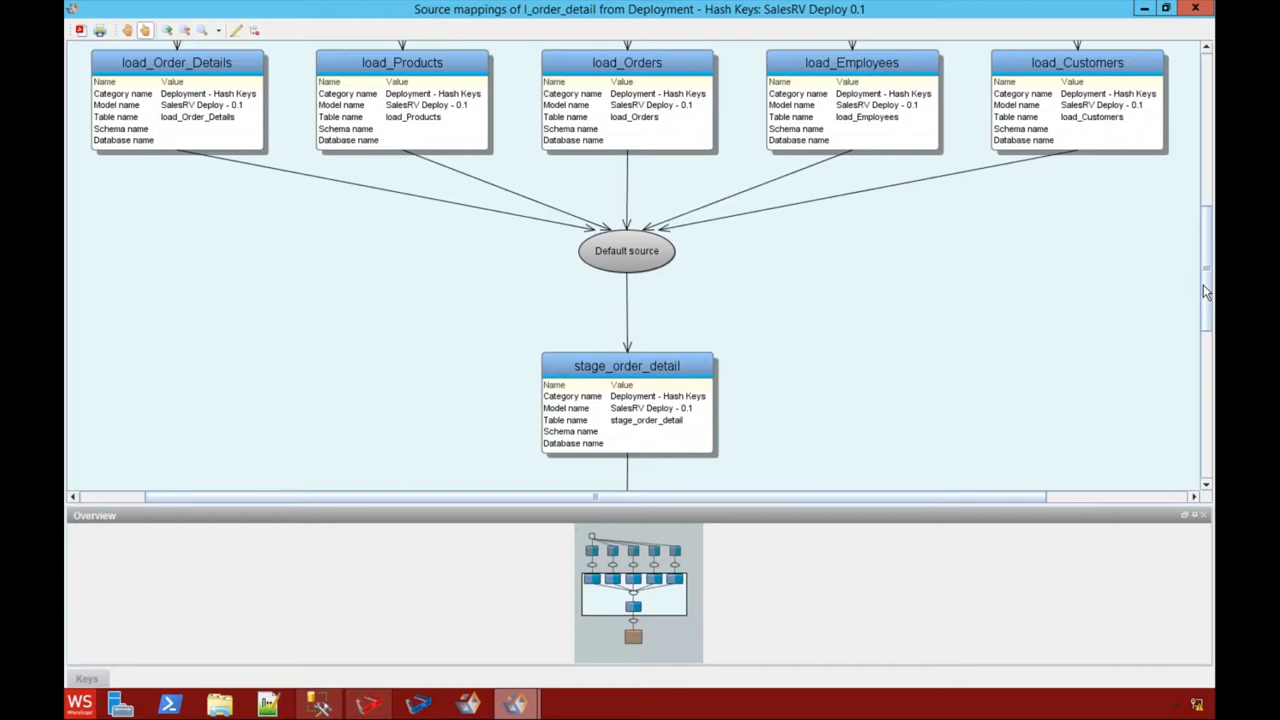 Source mappings of l_order_detail from Deployment - Hash Keys: SalesRV Deploy 0.1
load_Order_Details
Name Value
Category name Deployment - Hash Keys
Model name SalesRV Deploy - 0.1
Table name load_Order_Details
Schema name
Database name
load_Products
Name Value
Category name Deployment - Hash Keys
Model name SalesRV Deploy - 0.1
Table name load_Products
Schema name
Database name
load_Orders
Name Value
Category name Deployment - Hash Keys
Model name SalesRV Deploy - 0.1
Table name load_Orders
Schema name
Database name
load_Employees
Name Value
Category name Deployment - Hash Keys
Model name SalesRV Deploy - 0.1
Table name load_Employees
Schema name
Database name
load_Customers
Name Value
Category name Deployment - Hash Keys
Model name SalesRV Deploy - 0.1
Table name load_Customers
Schema name
Database name
Default source
stage_order_detail
Name Value
Category name Deployment - Hash Keys
Model name SalesRV Deploy - 0.1
Table name stage_order_detail
Schema name
Database name
Overview
Keys
WS